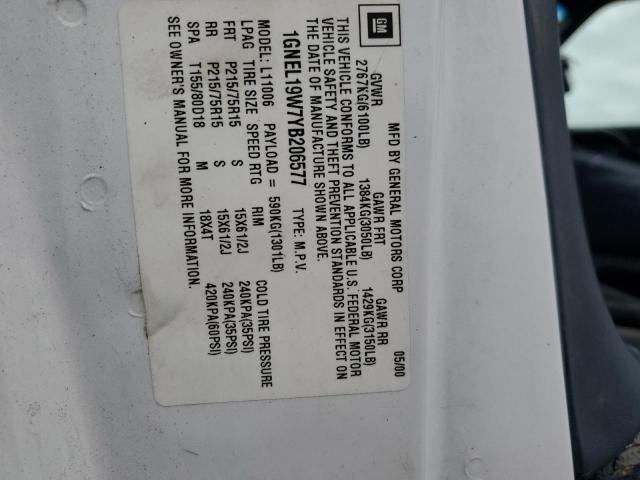 GM
MFD BY GENERAL MOTORS CORP 05/00
GVWR GAWR FRT GAWR RR
2767KG(6100LB) 1384KG(3050LB) 1429KG(3150LB)
THIS VEHICLE CONFORMS TO ALL APPLICABLE U.S. FEDERAL MOTOR
VEHICLE SAFETY AND THEFT PREVENTION STANDARDS IN EFFECT ON
THE DATE OF MANUFACTURE SHOWN ABOVE.
1GNEL19W7YB206577 TYPE: M.P.V.
MODEL: L11006 PAYLOAD = 590KG(1301LB)
LPAG TIRE SIZE SPEED RTG RIM COLD TIRE PRESSURE
FRT P215/75R15 S 15X61/2J 240KPA(35PSI)
RR P215/75R15 S 15X61/2J 240KPA(35PSI)
SPA T155/80D18 M 18X4T 420KPA(60PSI)
SEE OWNER'S MANUAL FOR MORE INFORMATION.